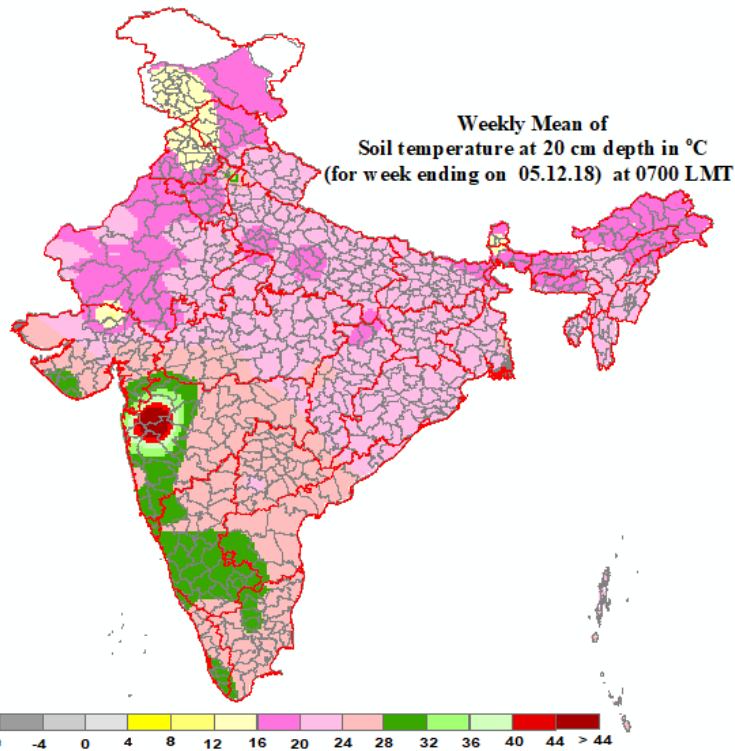 Weekly Mean of
Soil temperature at 20 cm depth in °C
(for week ending on 05.12.18) at 0700 LMT
-4 0 4 8 12 16 20 24 28 32 36 40 44 > 44